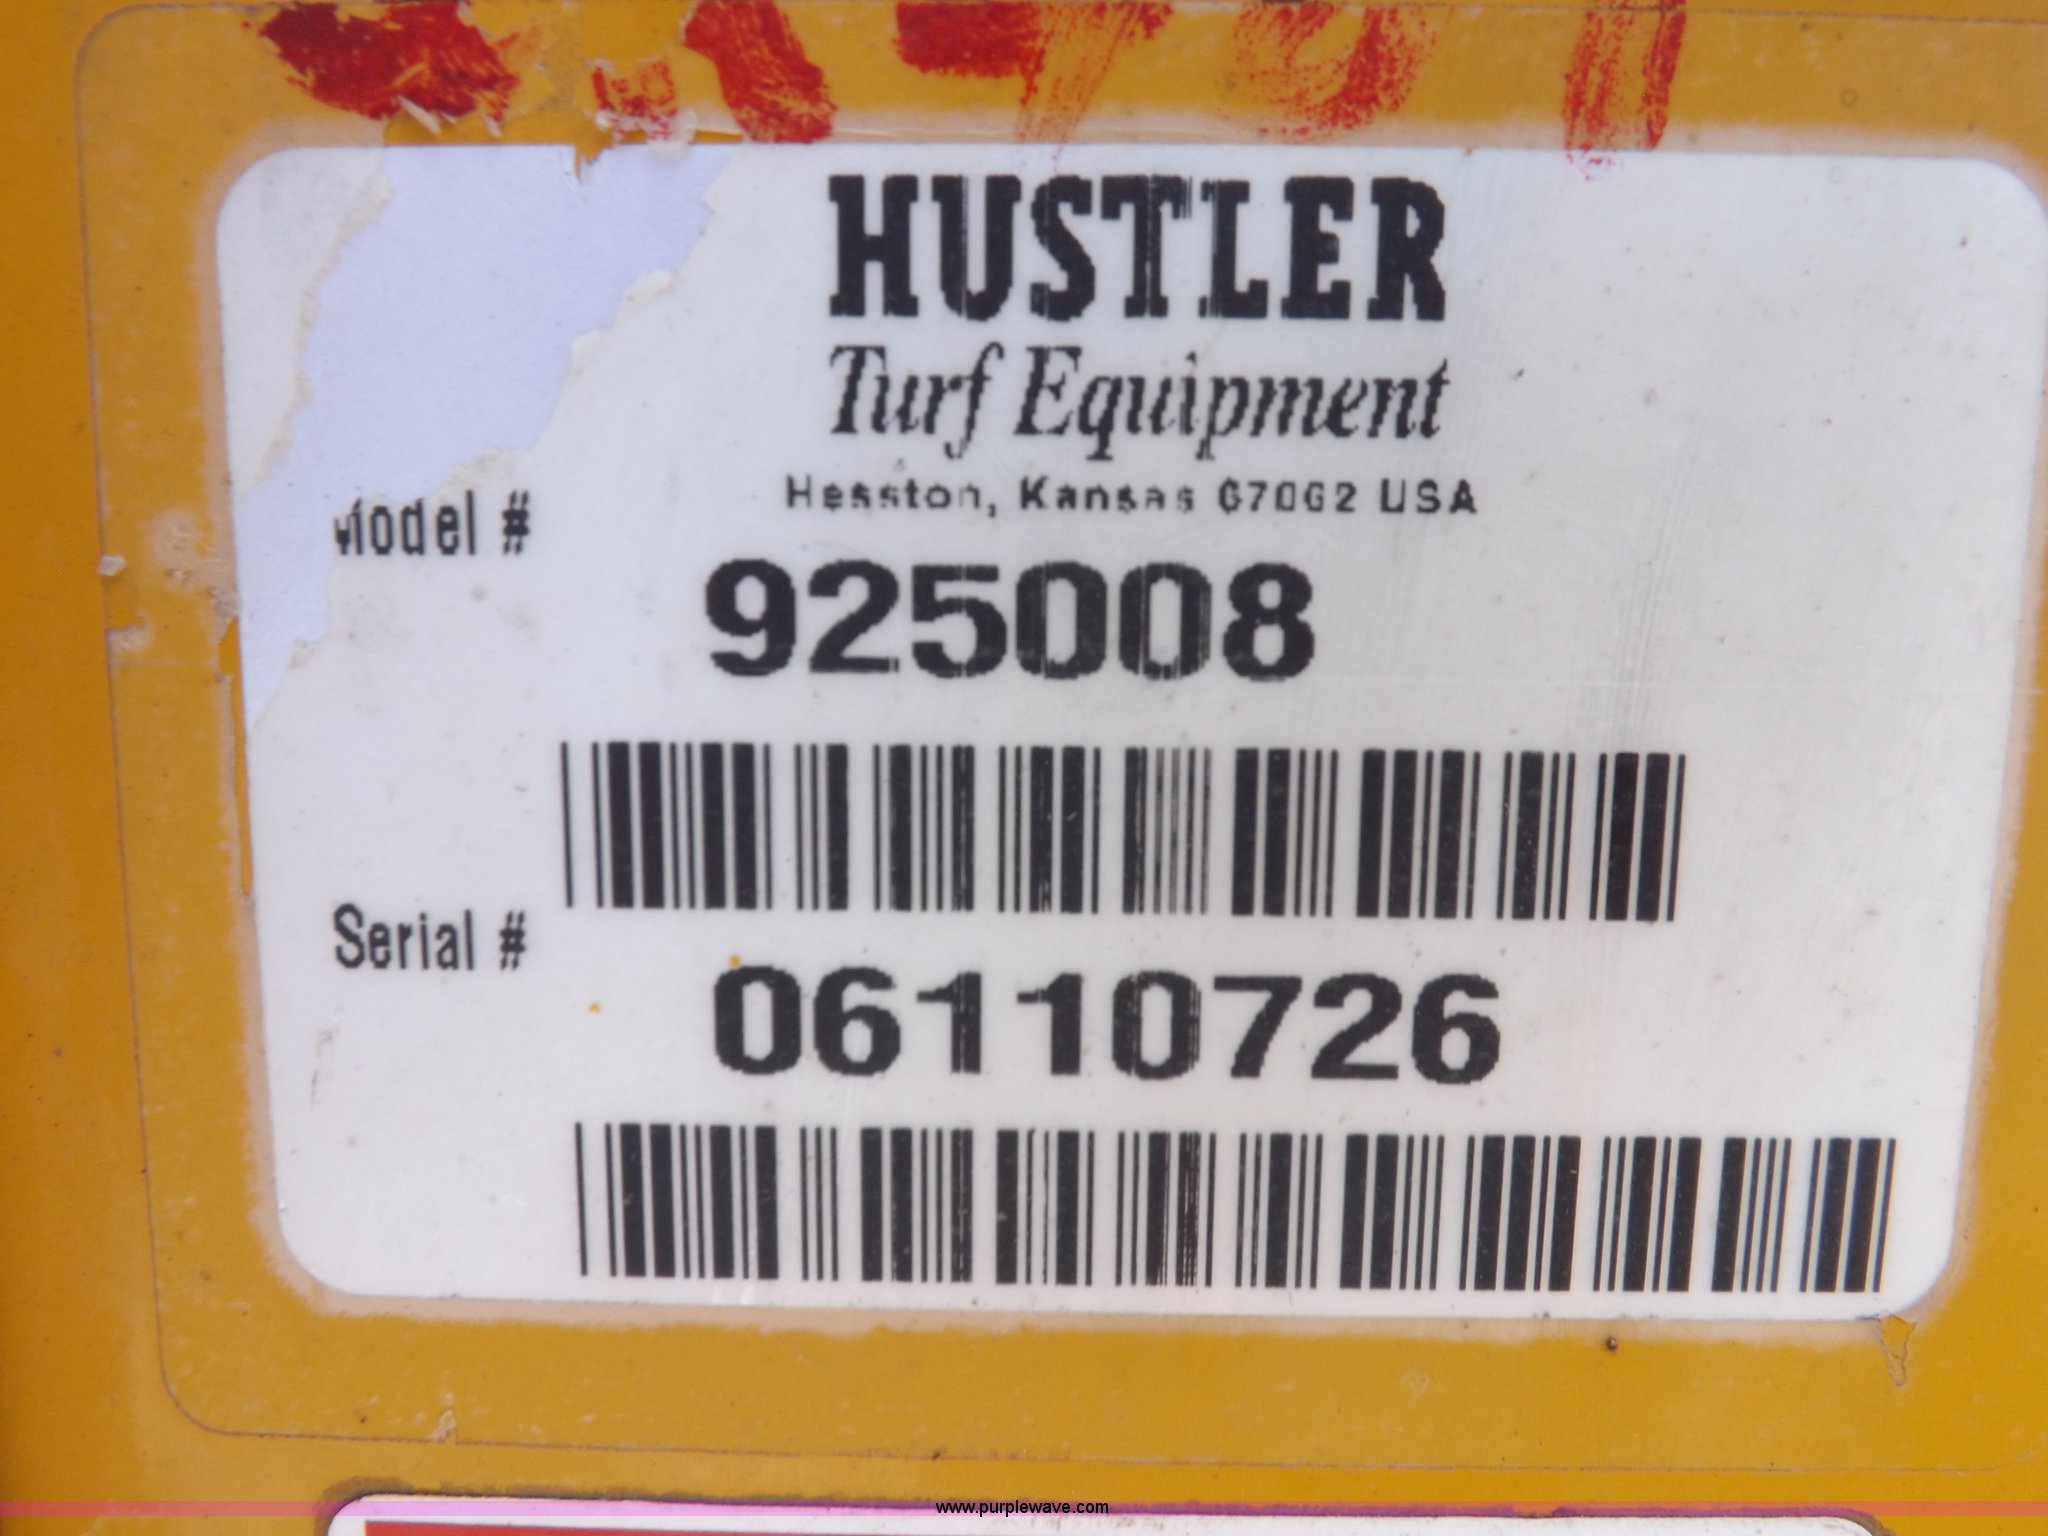 HUSTLER
Turf Equipment
Hesston, Kansas 67062 USA
Model #
925008
Serial #
06110726
www.purplewave.com